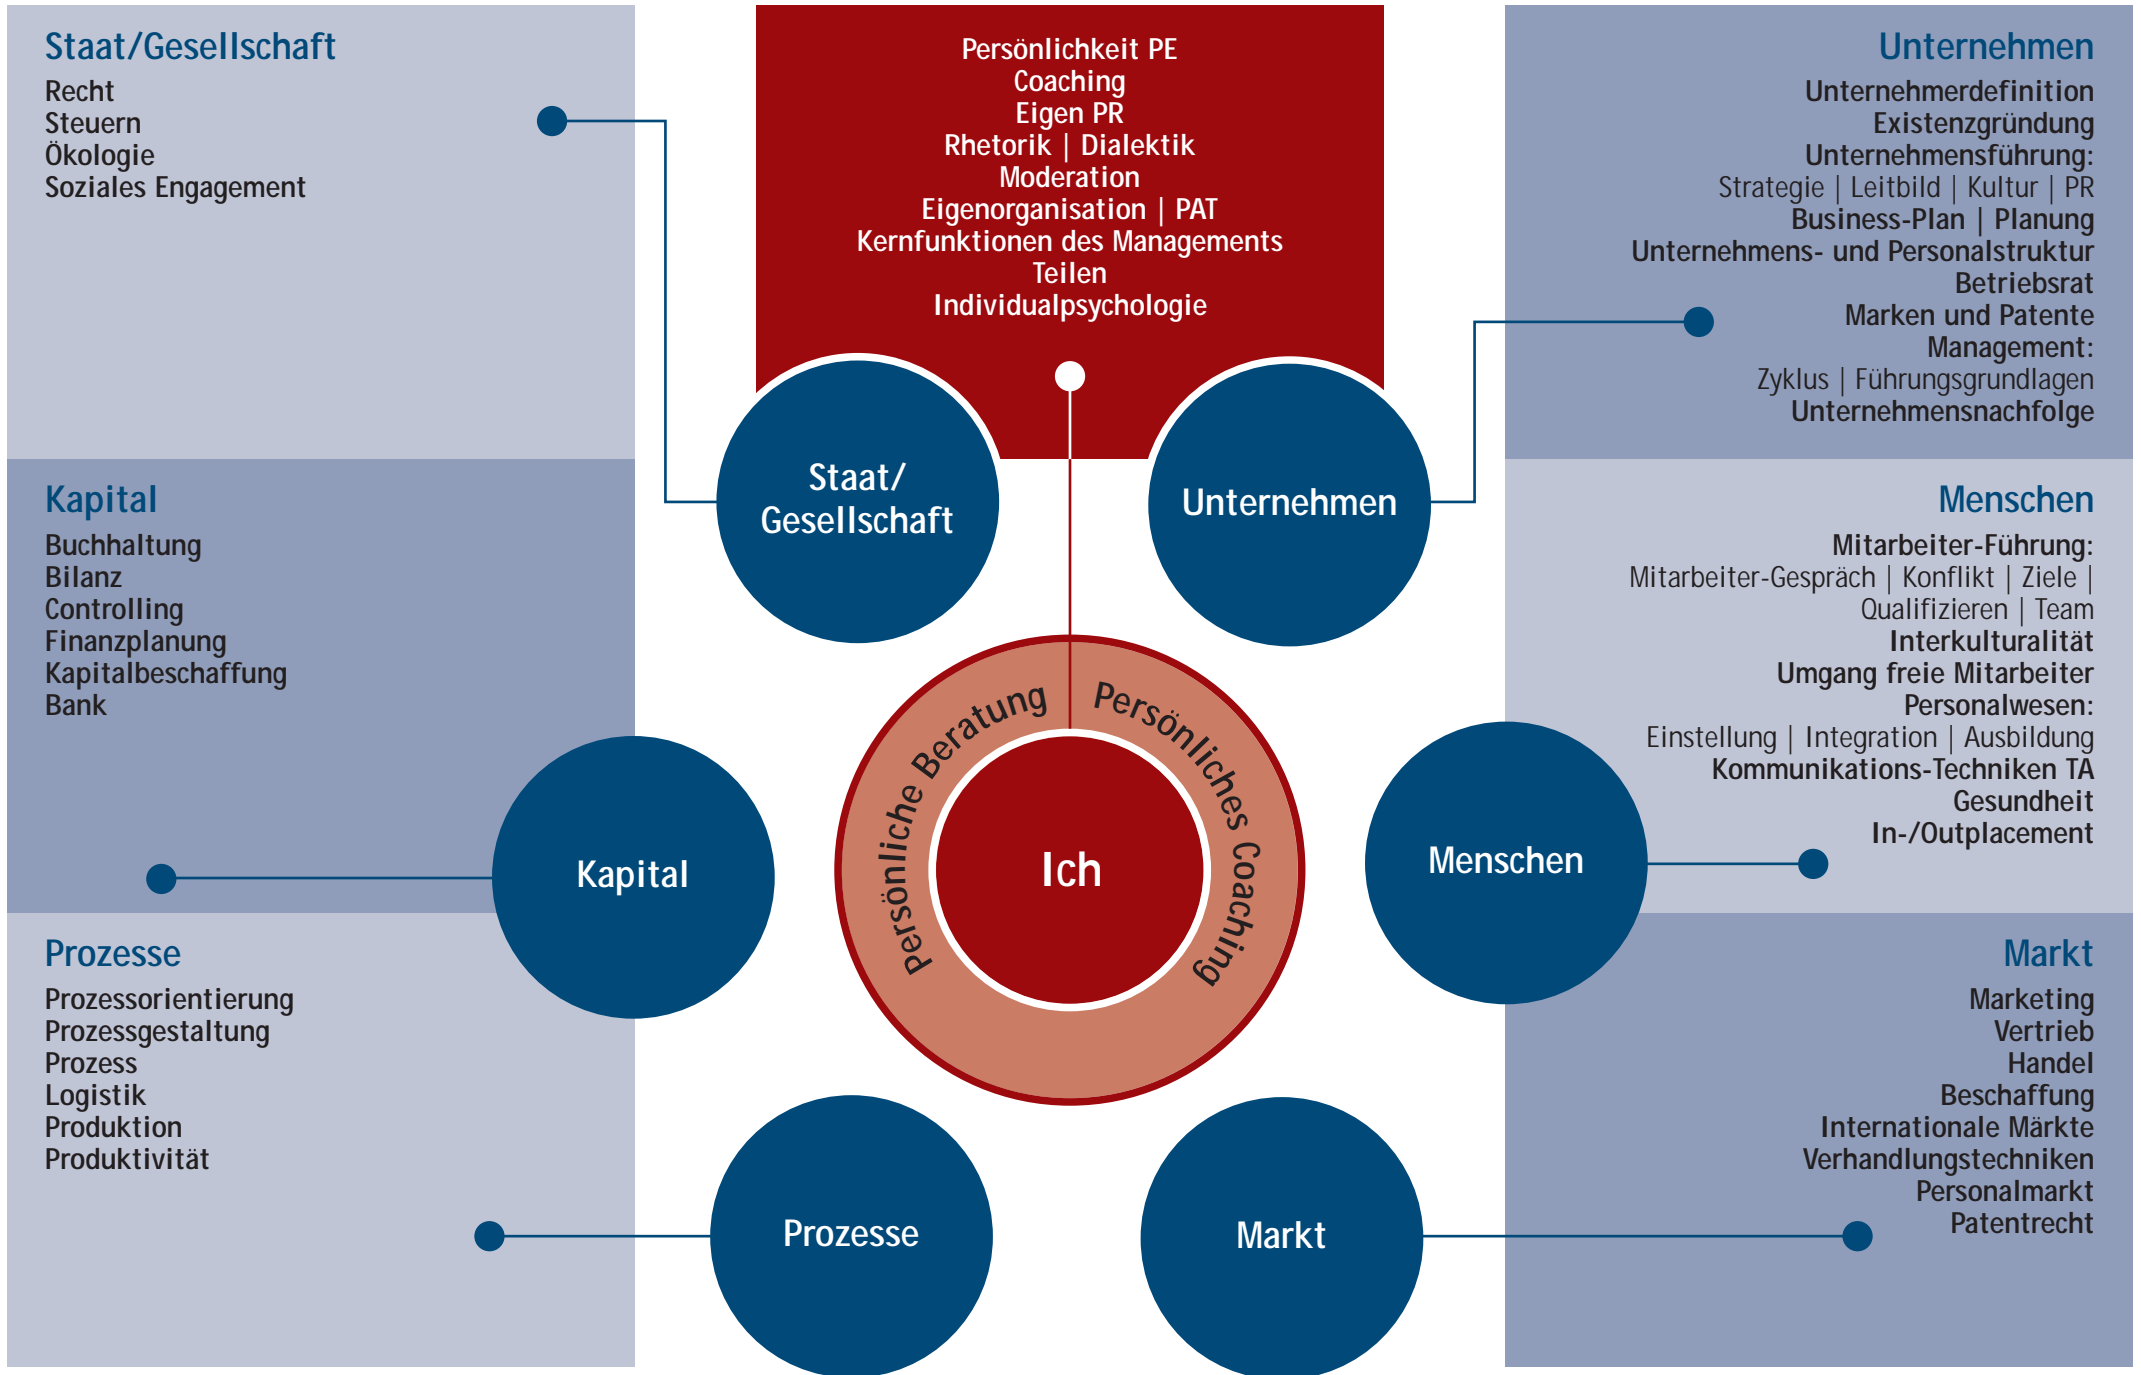 Staat/Gesellschaft
Recht
Steuern
Ökologie
Soziales Engagement
Kapital
Buchhaltung
Bilanz
Controlling
Finanzplanung
Kapitalbeschaffung
Bank
Prozesse
Prozessorientierung
Prozessgestaltung
Prozess
Logistik
Produktion
Produktivität
Persönlichkeit PE
Coaching
Eigen PR
Rhetorik | Dialektik
Moderation
Eigenorganisation | PAT
Kernfunktionen des Managements
Teilen
Individualpsychologie
Staat/
Gesellschaft
Unternehmen
Kapital
Persönliche Beratung
Persönliches Coaching
Ich
Menschen
Prozesse
Markt
Unternehmen
Unternehmerdefinition
Existenzgründung
Unternehmensführung:
Strategie | Leitbild | Kultur | PR
Business-Plan | Planung
Unternehmens- und Personalstruktur
Betriebsrat
Marken und Patente
Management:
Zyklus | Führungsgrundlagen
Unternehmensnachfolge
Menschen
Mitarbeiter-Führung:
Mitarbeiter-Gespräch | Konflikt | Ziele |
Qualifizieren | Team
Interkulturalität
Umgang freie Mitarbeiter
Personalwesen:
Einstellung | Integration | Ausbildung
Kommunikations-Techniken TA
Gesundheit
In-/Outplacement
Markt
Marketing
Vertrieb
Handel
Beschaffung
Internationale Märkte
Verhandlungstechniken
Personalmarkt
Patentrecht